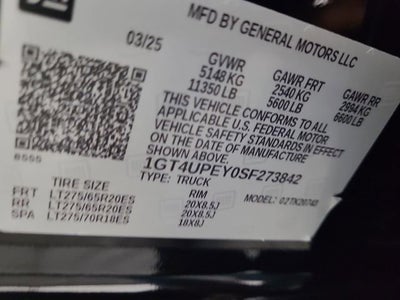 MFD BY GENERAL MOTORS LLC
03/25
GVWR GAWR FRT GAWR RR
5148 KG 2540 KG 2994 KG
11350 LB 5600 LB 6600 LB
THIS VEHICLE CONFORMS TO ALL
APPLICABLE U.S. FEDERAL MOTOR
VEHICLE SAFETY STANDARDS IN EFFECT
ON THE DATE OF MANUFACTURE
SHOWN ABOVE.
1GT4UPEY0SF273842
TYPE: TRUCK MODEL:
TIRE SIZE RIM
FRT LT275/65R20ES 20X8.5J
RR LT275/65R20ES 20X8.5J
SPA LT275/70R18ES 18X8J